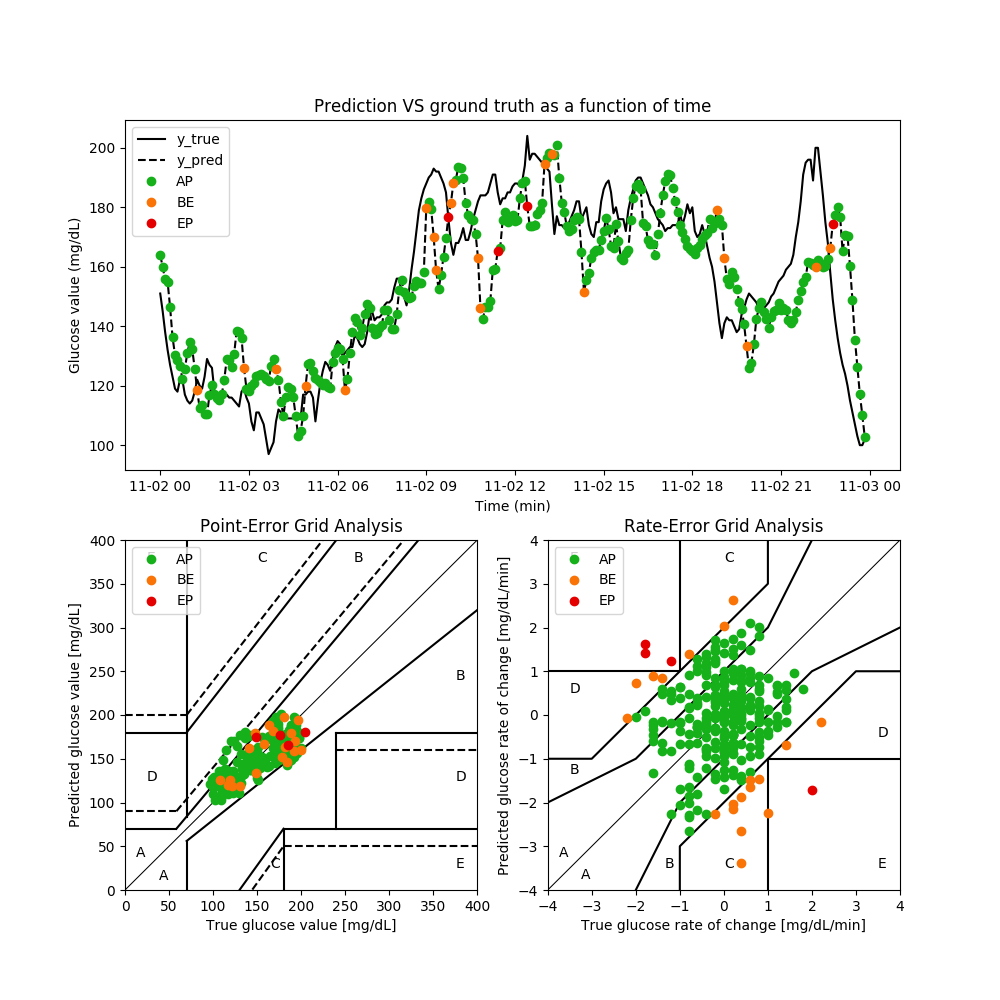 Prediction VS ground truth as a function of time
Glucose value (mg/dL)
200
180
160
140
120
100
y_true
y_pred
AP
BE
EP
11-02 00 11-02 03 11-02 06 11-02 09 11-02 12 11-02 15 11-02 18 11-02 21 11-03 00
Time (min)
Point-Error Grid Analysis
Predicted glucose value [mg/dL]
400
350
300
250
200
150
100
50
0
AP
BE
EP
C
B
B
D
D
A
A
C
E
0 50 100 150 200 250 300 350 400
True glucose value [mg/dL]
Rate-Error Grid Analysis
Predicted glucose rate of change [mg/dL/min]
4
3
2
1
0
−1
−2
−3
−4
AP
BE
EP
C
D
D
B
A
A
B
C
E
−4 −3 −2 −1 0 1 2 3 4
True glucose rate of change [mg/dL/min]